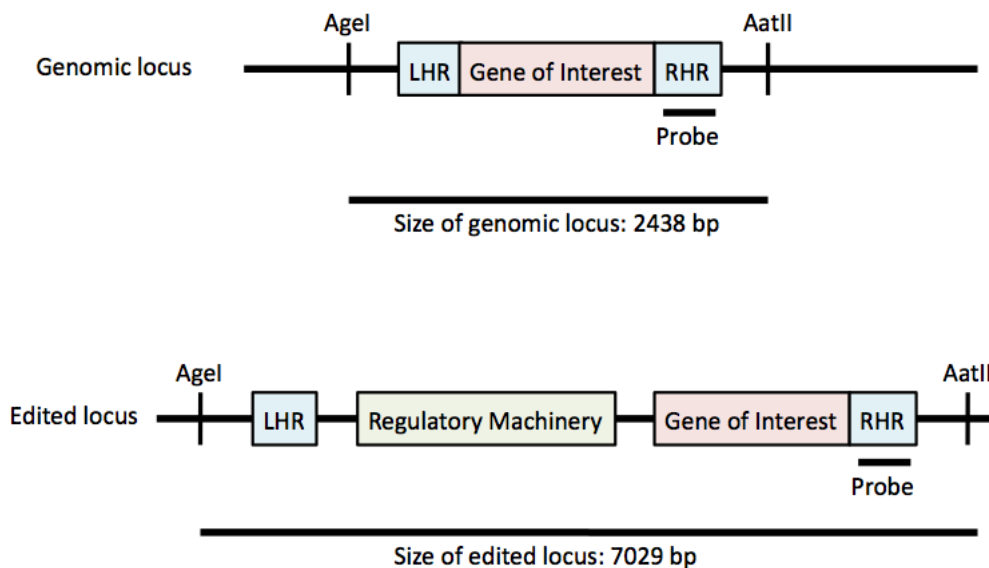 AgeI
AatII
Genomic locus
LHR
Gene of Interest
RHR
Probe
Size of genomic locus: 2438 bp
AgeI
AatII
Edited locus
LHR
Regulatory Machinery
Gene of Interest
RHR
Probe
Size of edited locus: 7029 bp